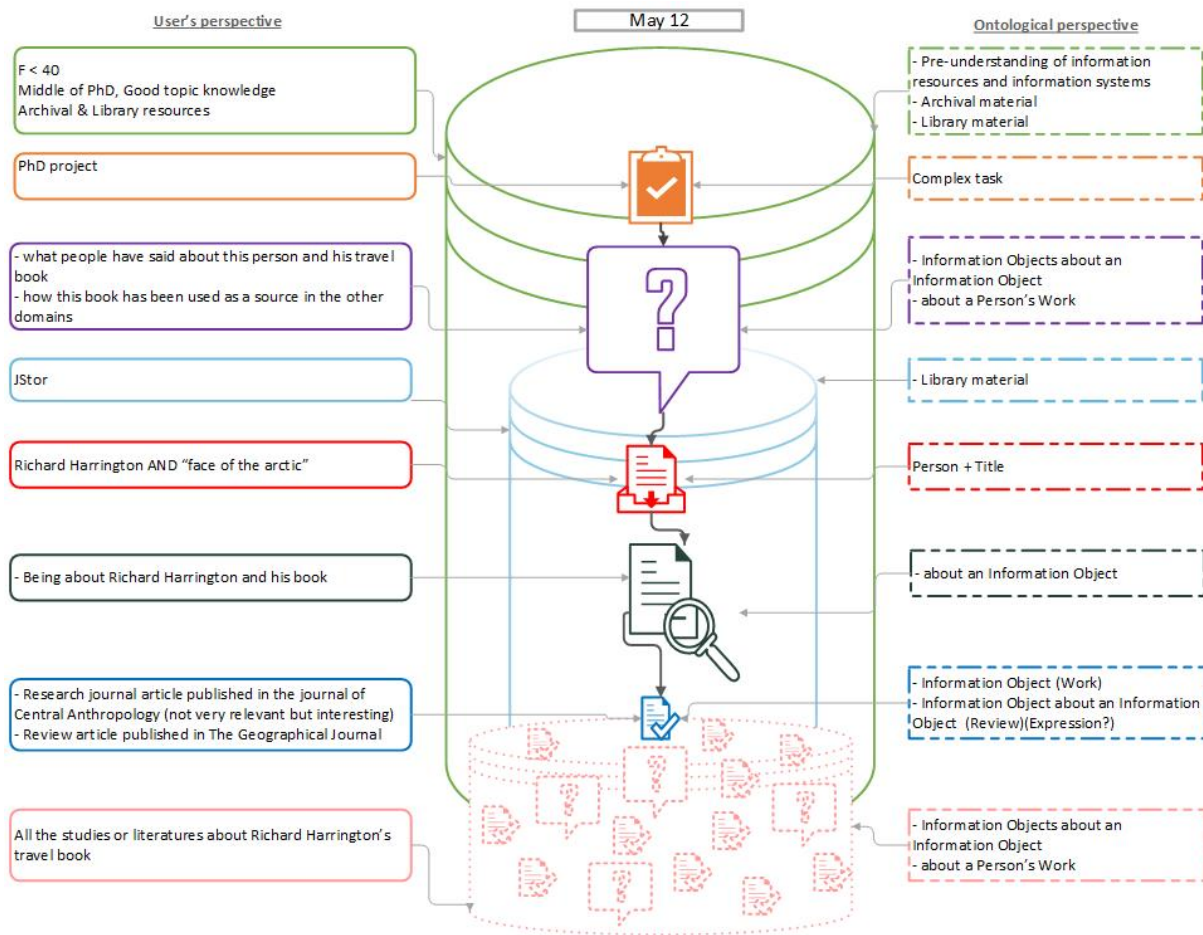 User's perspective
May 12
Ontological perspective
F < 40
Middle of PhD, Good topic knowledge
Archival & Library resources
- Pre-understanding of information
resources and information systems
- Archival material
- Library material
PhD project
Complex task
- what people have said about this person and his travel
book
- how this book has been used as a source in the other
domains
- Information Objects about an
Information Object
- about a Person's Work
?
JStor
- Library material
Richard Harrington AND "face of the arctic"
Person + Title
- Being about Richard Harrington and his book
- about an Information Object
- Research journal article published in the journal of
Central Anthropology (not very relevant but interesting)
- Review article published in The Geographical Journal
- Information Object (Work)
- Information Object about an Information
Object  (Review)(Expression?)
All the studies or literatures about Richard Harrington's
travel book
- Information Objects about an
Information Object
- about a Person's Work
?
?
?
?